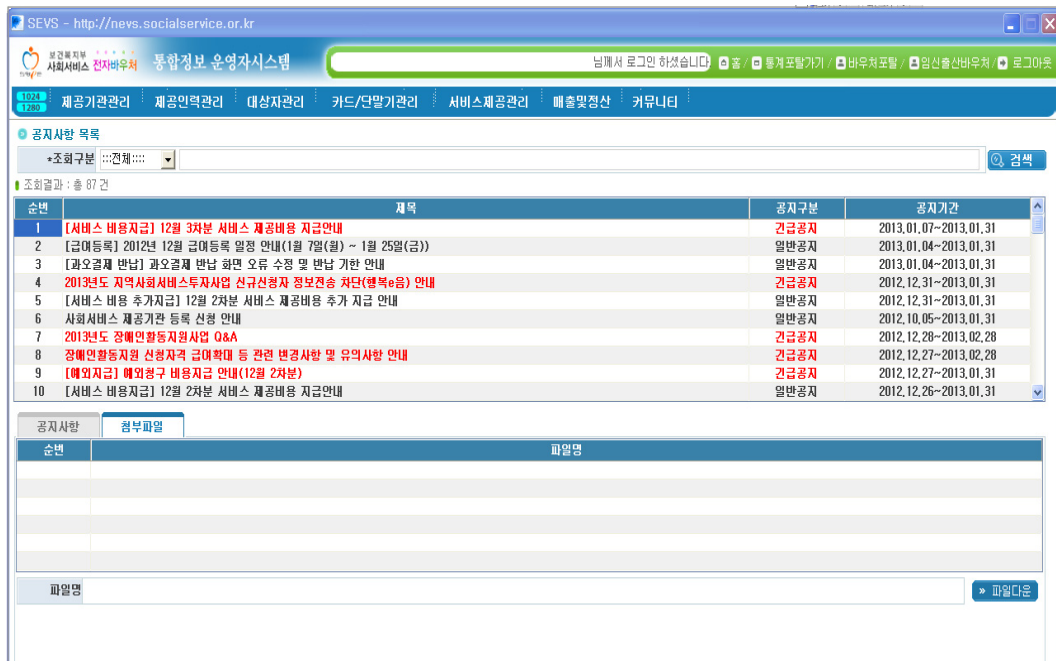 SEVS - http://nevs.socialservice.or.kr
보건복지부
사회서비스 전자바우처 통합정보 운영자시스템
님께서 로그인 하셨습니다 홈 / 통계포탈가기 / 바우처포탈 / 임신출산바우처 / 로그아웃
1024
1280
제공기관관리 제공인력관리 대상자관리 카드/단말기관리 서비스제공관리 매출및정산 커뮤니티
공지사항 목록
*조회구분 :::전체:::: 검색
조회결과 : 총 87 건
순번 제목 공지구분 공지기간
1 [서비스 비용지급] 12월 3차분 서비스 제공비용 지급안내 긴급공지 2013.01.07~2013.01.31
2 [급여등록] 2012년 12월 급여등록 일정 안내(1월 7일(월) ~ 1월 25일(금)) 일반공지 2013.01.04~2013.01.31
3 [과오결제 반납] 과오결제 반납 화면 오류 수정 및 반납 기한 안내 일반공지 2013.01.04~2013.01.31
4 2013년도 지역사회서비스투자사업 신규신청자 정보전송 차단(행복e음) 안내 긴급공지 2012.12.31~2013.01.31
5 [서비스 비용 추가지급] 12월 2차분 서비스 제공비용 추가 지급 안내 일반공지 2012.12.31~2013.01.31
6 사회서비스 제공기관 등록 신청 안내 일반공지 2012.10.05~2013.01.31
7 2013년도 장애인활동지원사업 Q&A 긴급공지 2012.12.28~2013.02.28
8 장애인활동지원 신청자격 급여확대 등 관련 변경사항 및 유의사항 안내 긴급공지 2012.12.27~2013.02.28
9 [예외지급] 예외청구 비용지급 안내(12월 2차분) 긴급공지 2012.12.27~2013.01.31
10 [서비스 비용지급] 12월 2차분 서비스 제공비용 지급안내 일반공지 2012.12.26~2013.01.31
공지사항 첨부파일
순번 파일명
파일명 » 파일다운